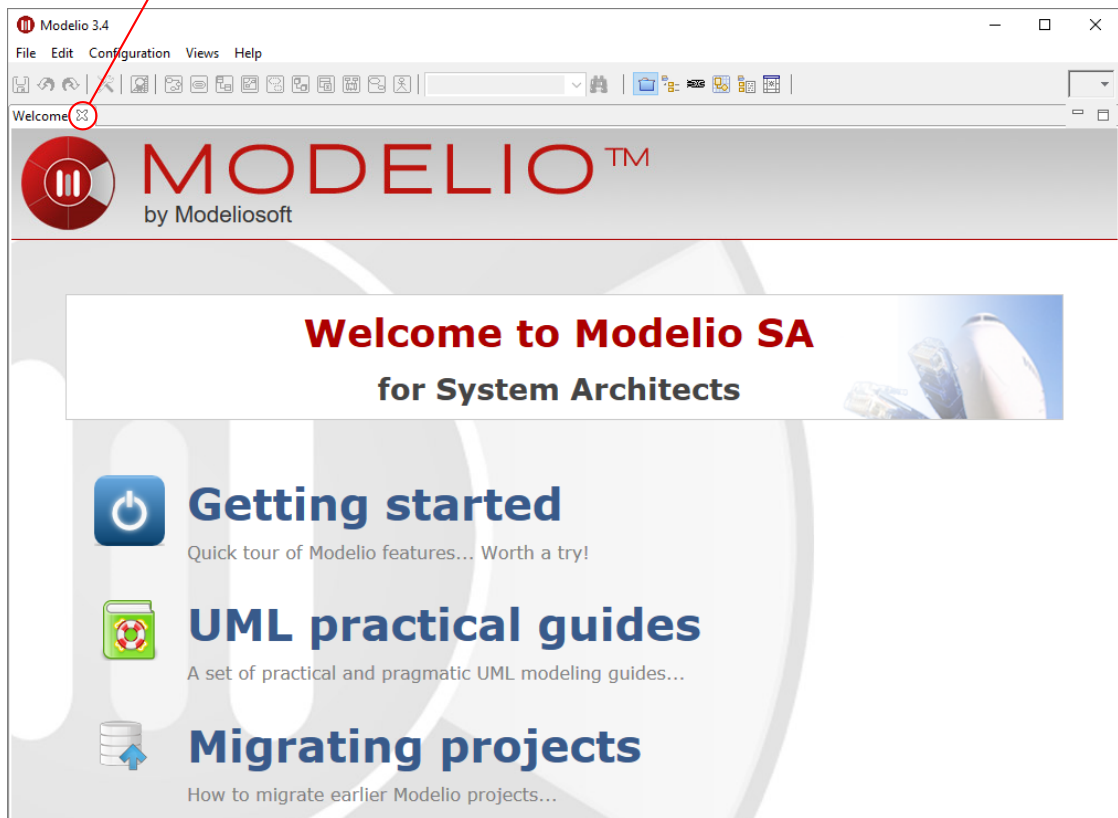 Modelio 3.4
File Edit Configuration Views Help
Welcome
MODELIO™
by Modeliosoft
Welcome to Modelio SA
for System Architects
Getting started
Quick tour of Modelio features... Worth a try!
UML practical guides
A set of practical and pragmatic UML modeling guides...
Migrating projects
How to migrate earlier Modelio projects...